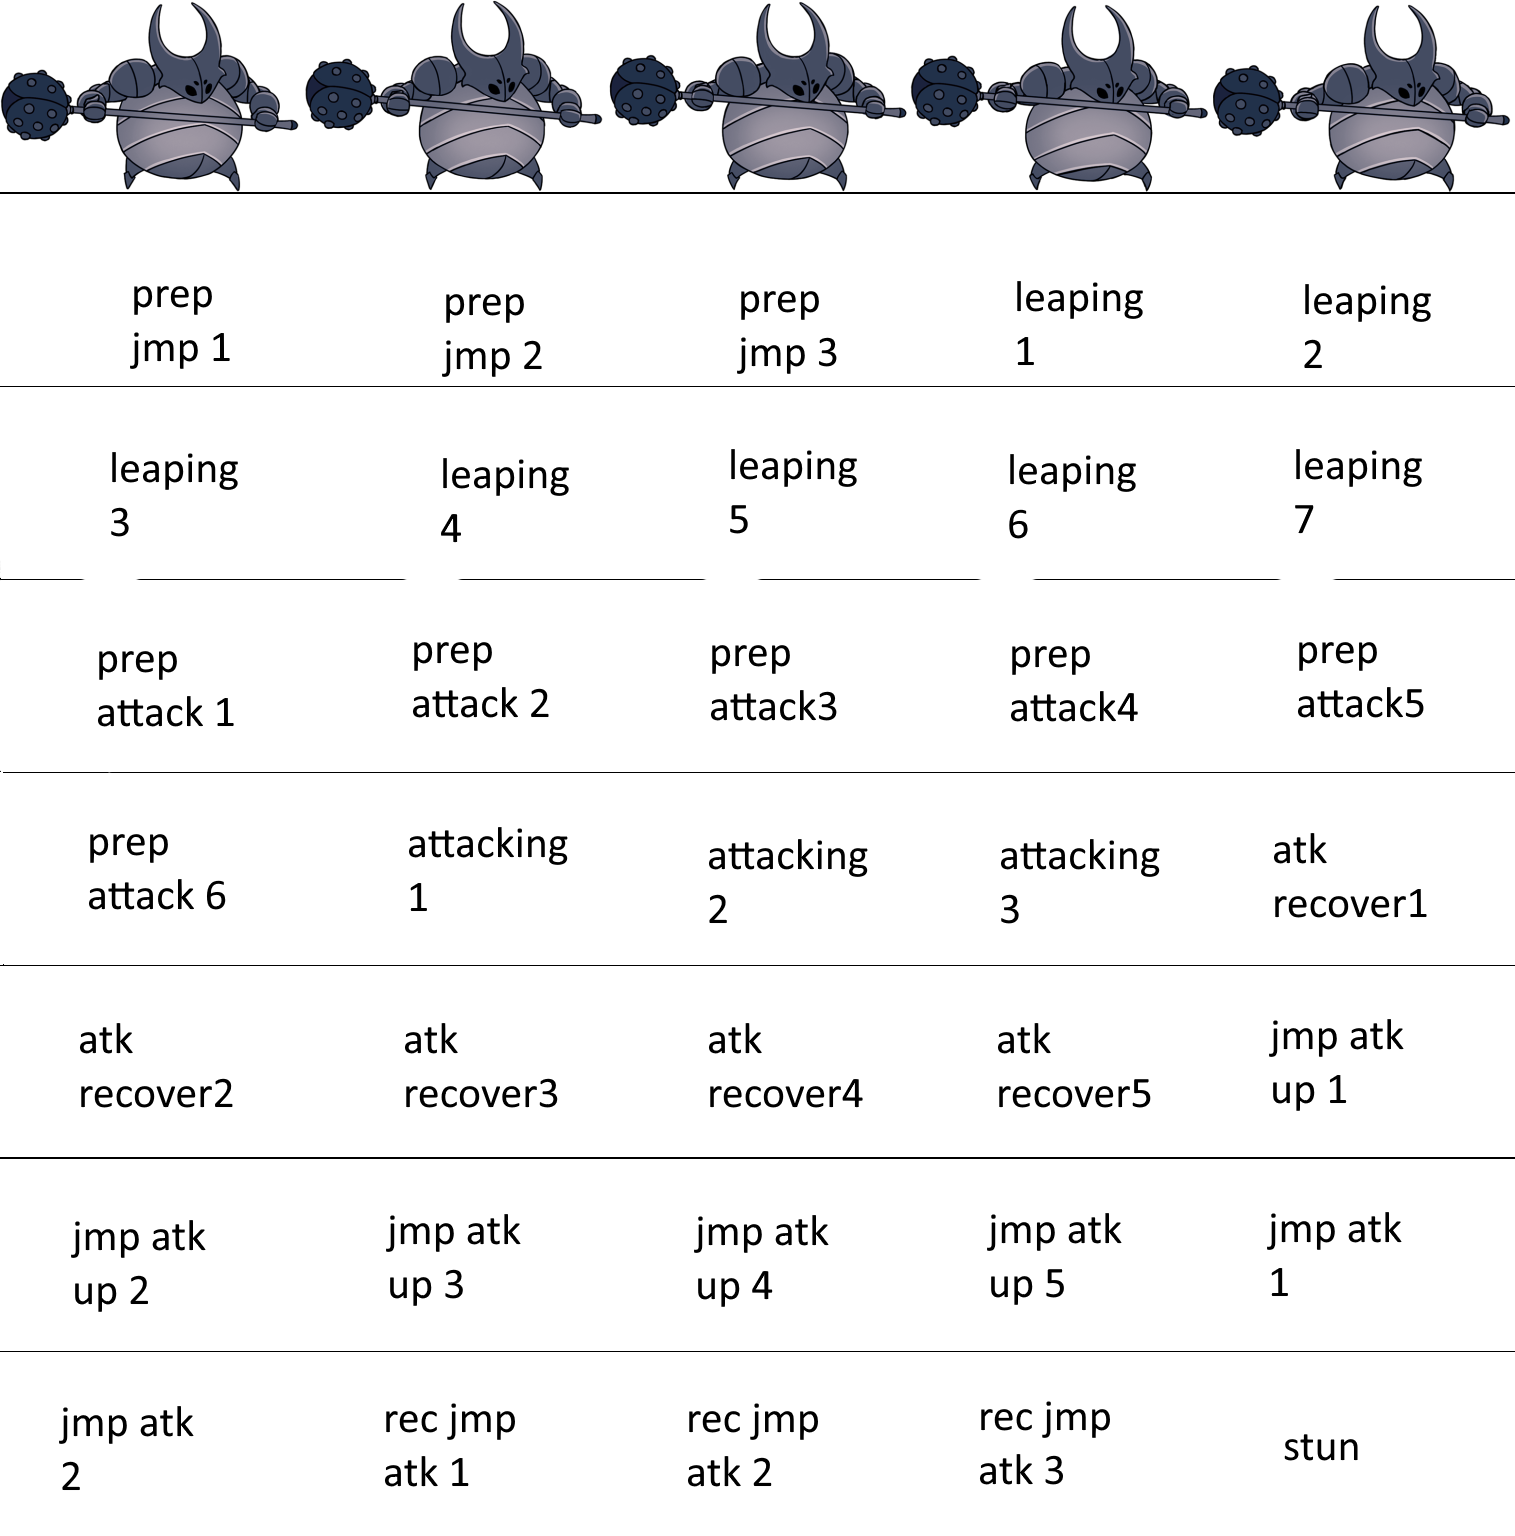 prep
jmp 1
prep
jmp 2
prep
jmp 3
leaping
1
leaping
2
leaping
3
leaping
4
leaping
5
leaping
6
leaping
7
prep
attack 1
prep
attack 2
prep
attack3
prep
attack4
prep
attack5
prep
attack 6
attacking
1
attacking
2
attacking
3
atk
recover1
atk
recover2
atk
recover3
atk
recover4
atk
recover5
jmp atk
up 1
jmp atk
up 2
jmp atk
up 3
jmp atk
up 4
jmp atk
up 5
jmp atk
1
jmp atk
2
rec jmp
atk 1
rec jmp
atk 2
rec jmp
atk 3
stun